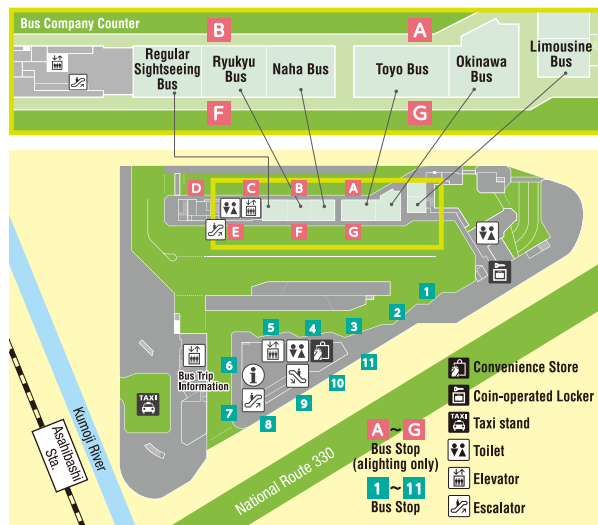 Bus Company Counter
B
A
Regular
Sightseeing
Bus
Ryukyu
Bus
Naha Bus
Toyo Bus
Okinawa
Bus
Limousine
Bus
F
G
D
C
B
A
E
F
G
1
2
3
4
5
6
7
8
9
10
11
Bus Trip
Information
i
TAXI
Kumoji River
Asahibashi
Sta.
National Route 330
A ~ G
Bus Stop
(alighting only)
1 ~ 11
Bus Stop
Convenience Store
Coin-operated Locker
TAXI
Taxi stand
Toilet
Elevator
Escalator